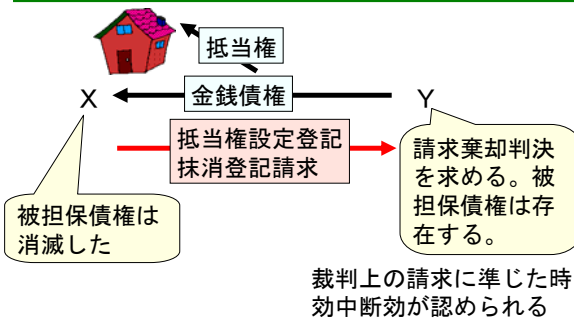 抵当権
X
金銭債権
Y
抵当権設定登記
抹消登記請求
請求棄却判決
を求める。被
担保債権は存
在する。
被担保債権は
消滅した
裁判上の請求に準じた時
効中断効が認められる